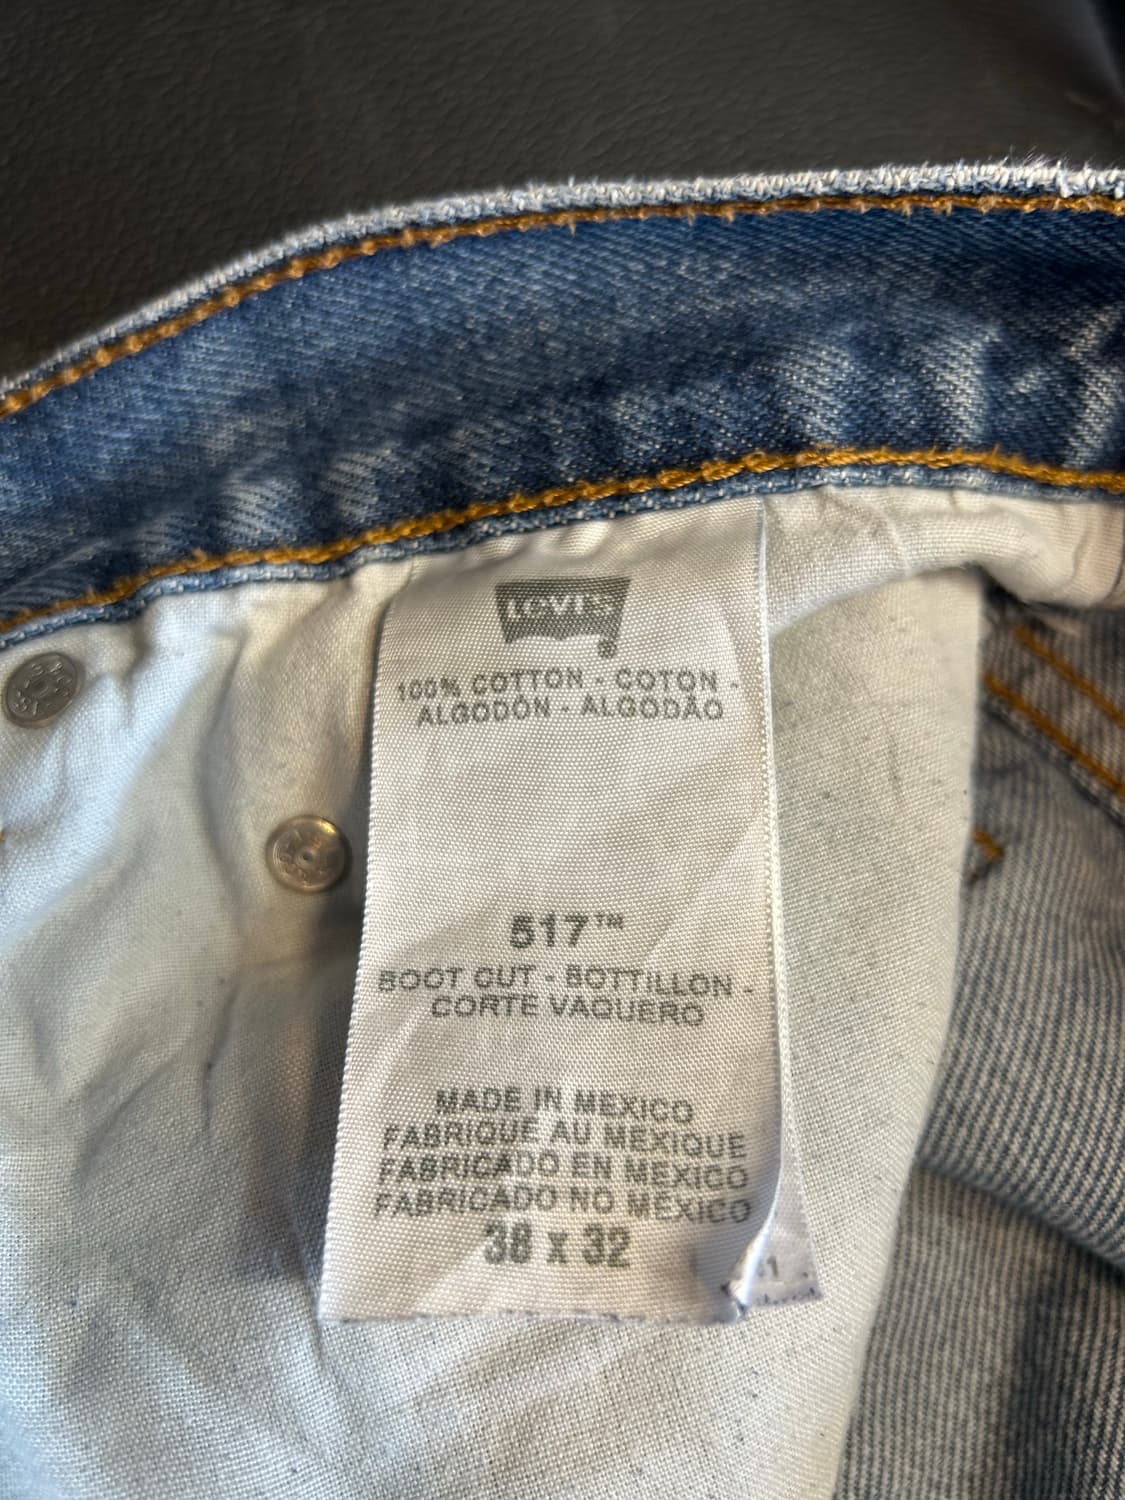 LEVI'S
®
100% COTTON - COTON -
ALGODÓN - ALGODÃO
517™
BOOT CUT - BOTTILLON -
CORTE VAQUERO
MADE IN MEXICO
FABRIQUÉ AU MEXIQUE
FABRICADO EN MEXICO
FABRICADO NO MÉXICO
38 x 32